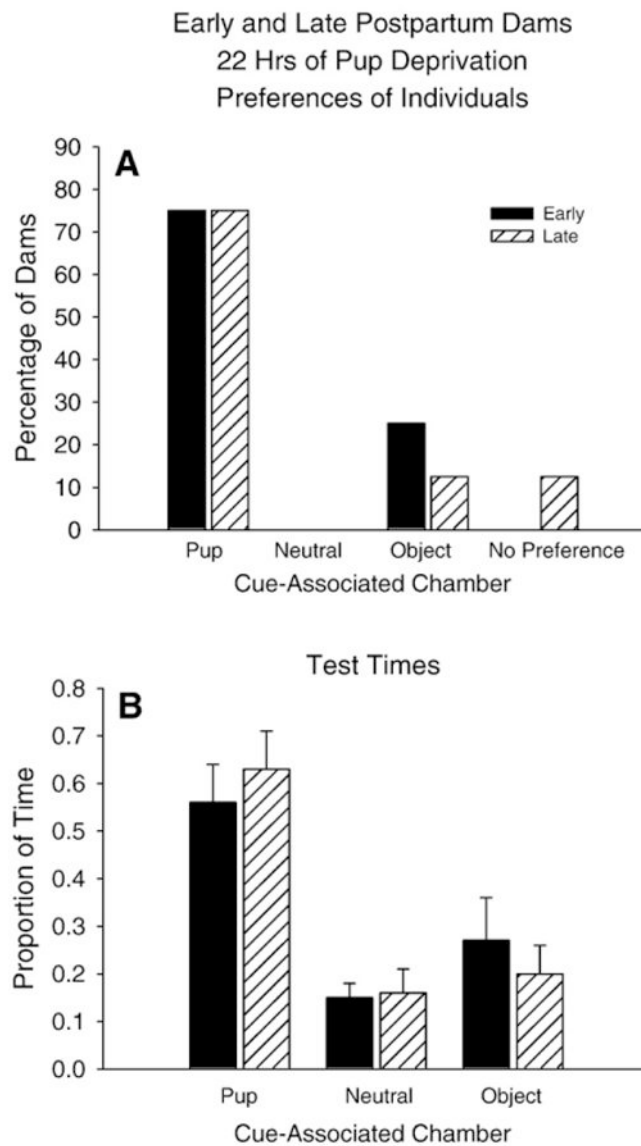 Early and Late Postpartum Dams
22 Hrs of Pup Deprivation
Preferences of Individuals
A
90
80
70
60
50
40
30
20
10
0
Percentage of Dams
Early
Late
Pup Neutral Object No Preference
Cue-Associated Chamber
Test Times
B
0.8
0.7
0.6
0.5
0.4
0.3
0.2
0.1
0.0
Proportion of Time
Pup Neutral Object
Cue-Associated Chamber